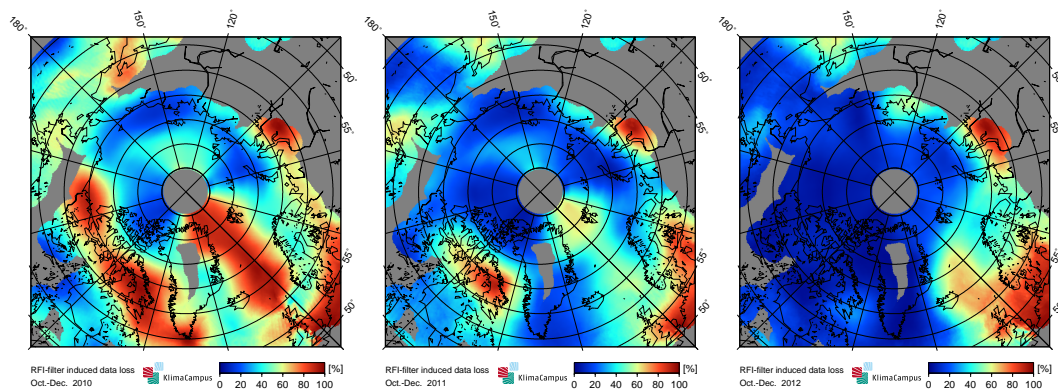 180° 150° 120°
50°
55°
55°
50°
RFI-filter induced data loss
Oct.-Dec. 2010
KlimaCampus
0 20 40 60 80 100
[%]
180° 150° 120°
50°
55°
55°
50°
RFI-filter induced data loss
Oct.-Dec. 2011
KlimaCampus
0 20 40 60 80 100
[%]
180° 150° 120°
50°
55°
55°
50°
RFI-filter induced data loss
Oct.-Dec. 2012
KlimaCampus
0 20 40 60 80 100
[%]